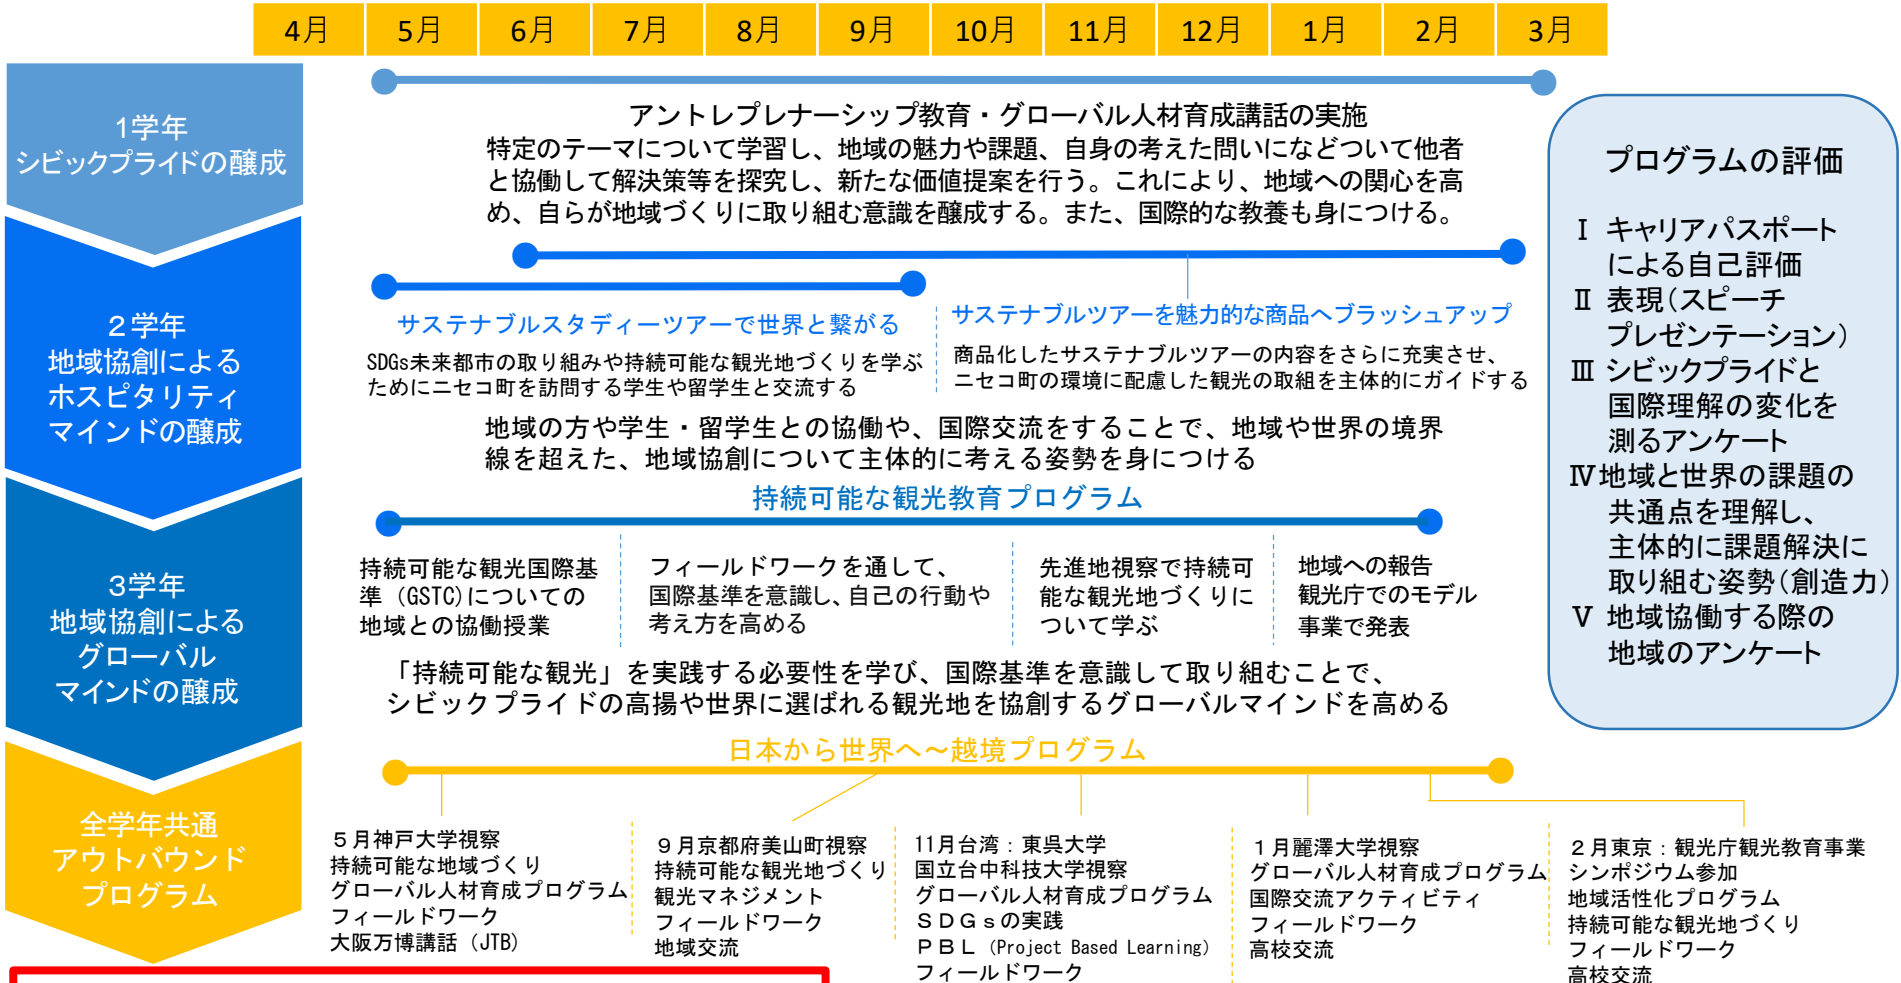 4月 5月 6月 7月 8月 9月 10月 11月 12月 1月 2月 3月
1学年
シビックプライドの醸成
アントレプレナーシップ教育・グローバル人材育成講話の実施
特定のテーマについて学習し、地域の魅力や課題、自身の考えた問いになどついて他者
と協働して解決策等を探究し、新たな価値提案を行う。これにより、地域への関心を高
め、自らが地域づくりに取り組む意識を醸成する。また、国際的な教養も身につける。
２学年
地域協創による
ホスピタリティ
マインドの醸成
サステナブルスタディーツアーで世界と繋がる
SDGs未来都市の取り組みや持続可能な観光地づくりを学ぶ
ためにニセコ町を訪問する学生や留学生と交流する
サステナブルツアーを魅力的な商品へブラッシュアップ
商品化したサステナブルツアーの内容をさらに充実させ、
ニセコ町の環境に配慮した観光の取組を主体的にガイドする
地域の方や学生・留学生との協働や、国際交流をすることで、地域や世界の境界
線を超えた、地域協創について主体的に考える姿勢を身につける
3学年
地域協創による
グローバル
マインドの醸成
持続可能な観光教育プログラム
持続可能な観光国際基
準（GSTC)についての
地域との協働授業
フィールドワークを通して、
国際基準を意識し、自己の行動や
考え方を高める
先進地視察で持続可
能な観光地づくりに
ついて学ぶ
地域への報告
観光庁でのモデル
事業で発表
「持続可能な観光」を実践する必要性を学び、国際基準を意識して取り組むことで、
シビックプライドの高揚や世界に選ばれる観光地を協創するグローバルマインドを高める
全学年共通
アウトバウンド
プログラム
日本から世界へ～越境プログラム
５月神戸大学視察
持続可能な地域づくり
グローバル人材育成プログラム
フィールドワーク
大阪万博講話（JTB）
９月京都府美山町視察
持続可能な観光地づくり
観光マネジメント
フィールドワーク
地域交流
11月台湾：東呉大学
国立台中科技大学視察
グローバル人材育成プログラム
ＳＤＧｓの実践
ＰＢＬ（Project Based Learning）
フィールドワーク
１月麗澤大学視察
グローバル人材育成プログラム
国際交流アクティビティ
フィールドワーク
高校交流
２月東京：観光庁観光教育事業
シンポジウム参加
地域活性化プログラム
持続可能な観光地づくり
フィールドワーク
高校交流
プログラムの評価
Ⅰ キャリアパスポート
による自己評価
Ⅱ 表現（スピーチ
プレゼンテーション）
Ⅲ シビックプライドと
国際理解の変化を
測るアンケート
Ⅳ地域と世界の課題の
共通点を理解し、
主体的に課題解決に
取り組む姿勢（創造力）
Ⅴ 地域協働する際の
地域のアンケート